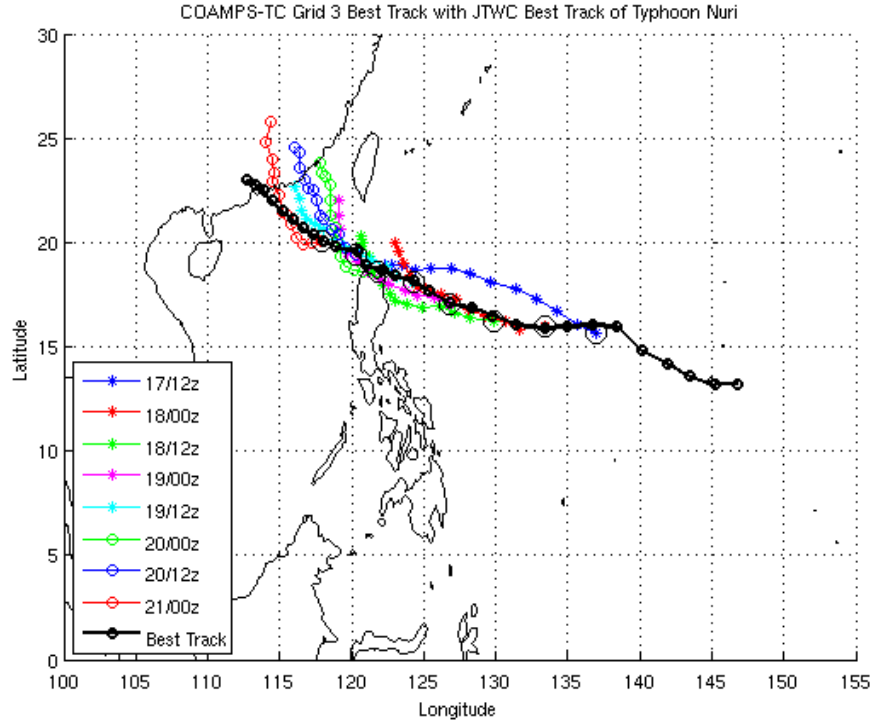 COAMPS-TC Grid 3 Best Track with JTWC Best Track of Typhoon Nuri
30
25
20
15
10
5
0
Latitude
17/12z
18/00z
18/12z
19/00z
19/12z
20/00z
20/12z
21/00z
Best Track
100 105 110 115 120 125 130 135 140 145 150 155
Longitude